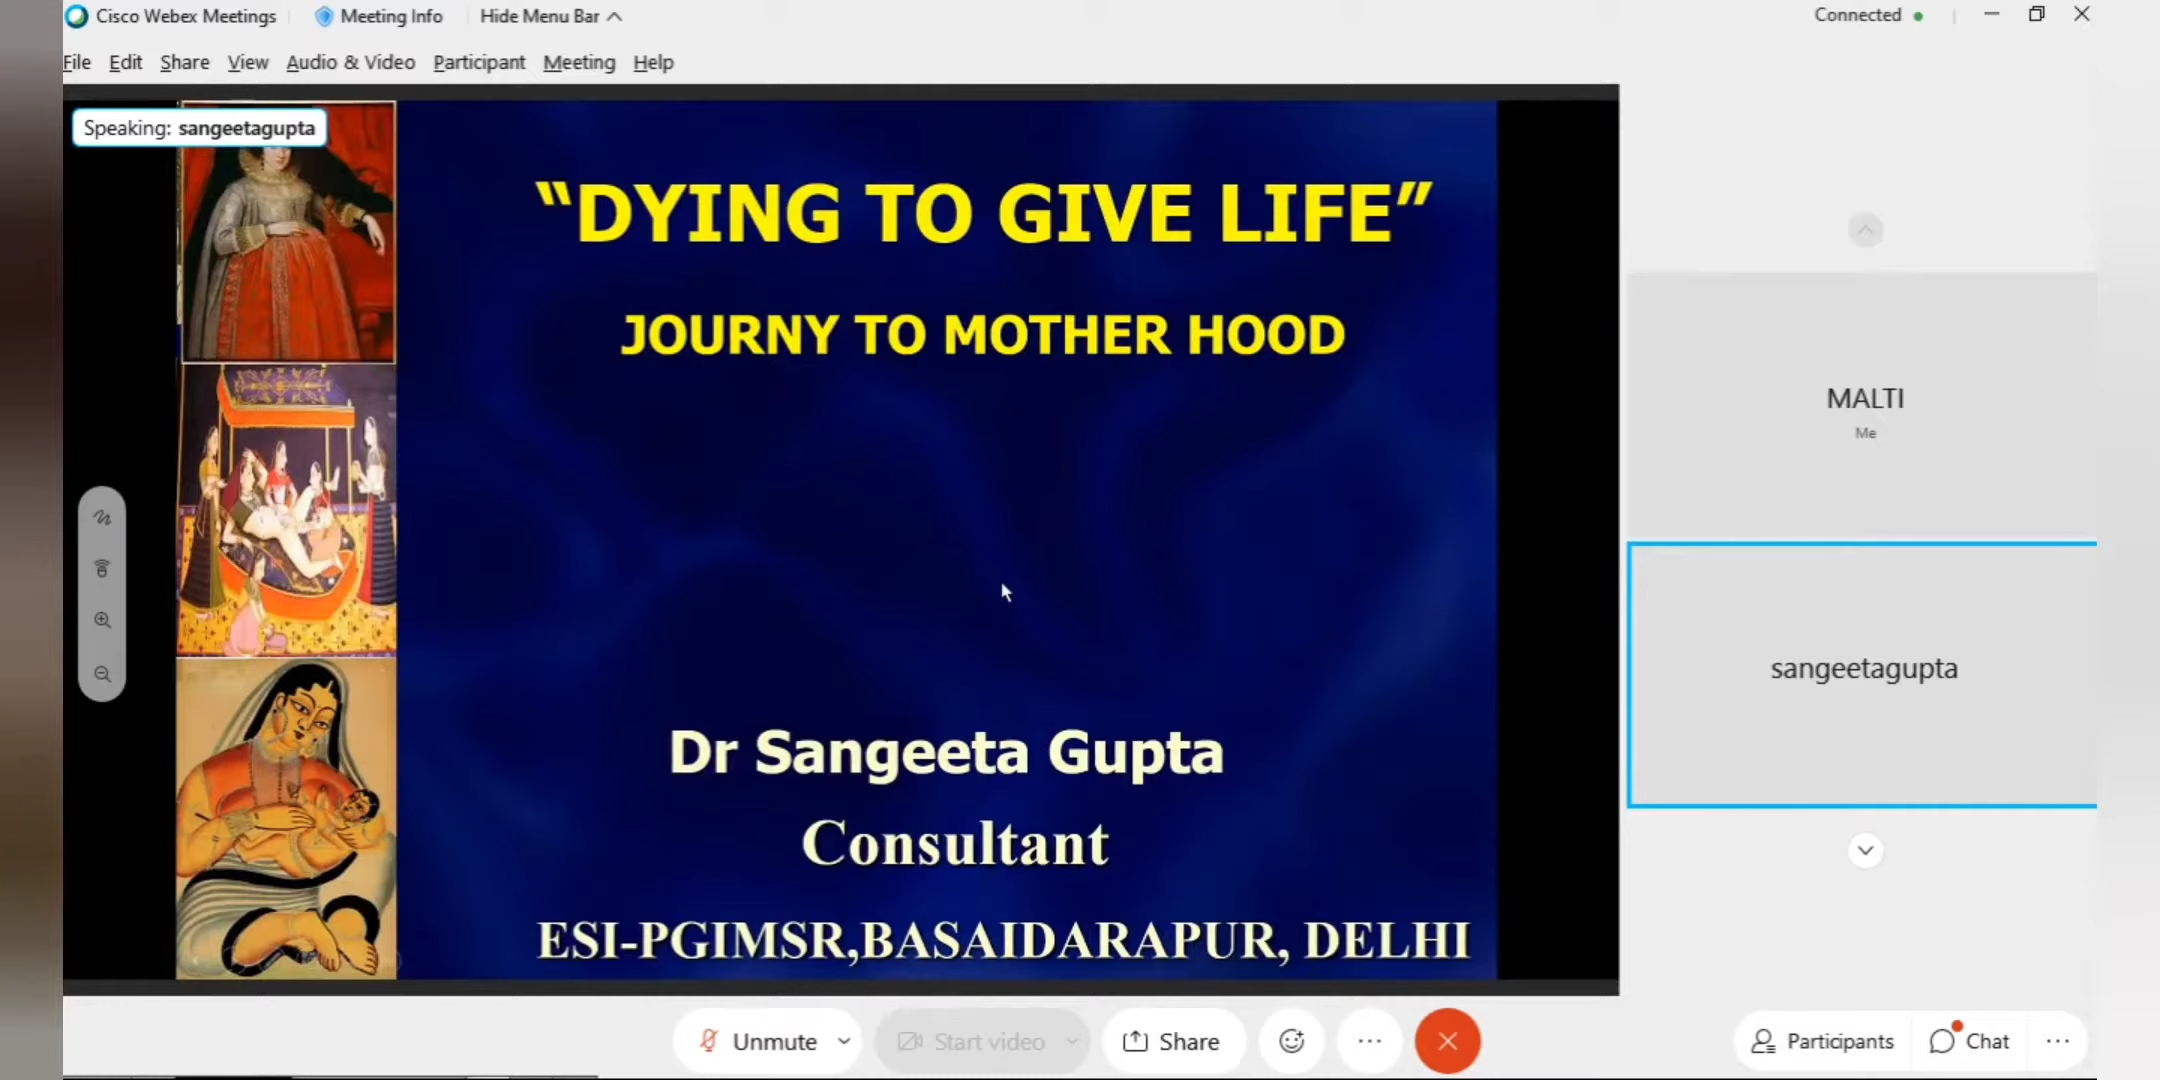 Cisco Webex Meetings Meeting Info Hide Menu Bar Connected
File Edit Share View Audio & Video Participant Meeting Help
Speaking: sangeetagupta
“DYING TO GIVE LIFE”
JOURNY TO MOTHER HOOD
Dr Sangeeta Gupta
Consultant
ESI-PGIMSR,BASAIDARAPUR, DELHI
MALTI
Me
sangeetagupta
Unmute Start video Share Participants Chat